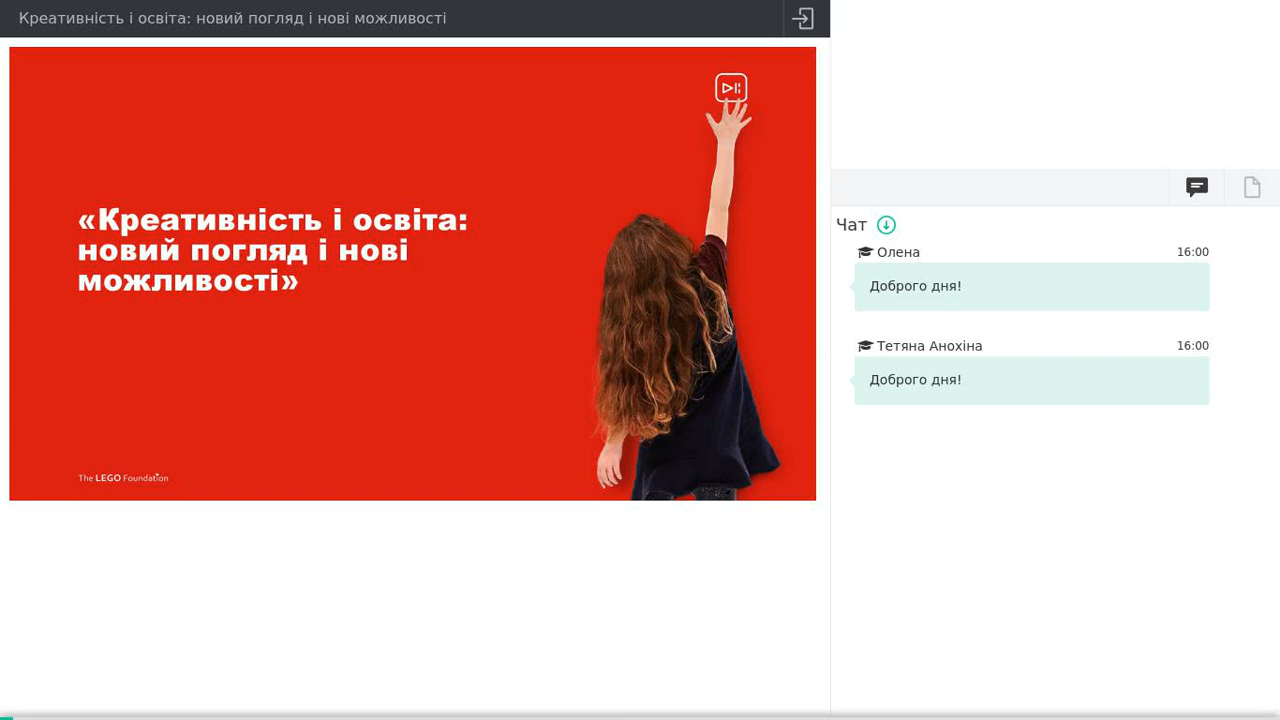 Креативність і освіта: новий погляд і нові можливості
«Креативність і освіта:
новий погляд і нові
можливості»
The LEGO Foundation
Чат
Олена 16:00
Доброго дня!
Тетяна Анохіна 16:00
Доброго дня!